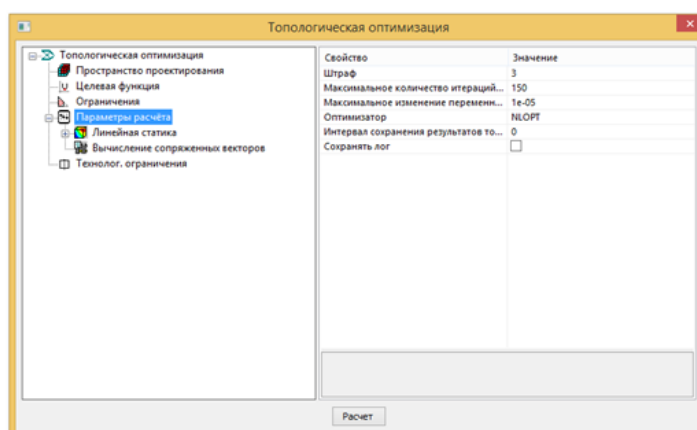 Топологическая оптимизация
Топологическая оптимизация
Пространство проектирования
Целевая функция
Ограничения
Параметры расчёта
Линейная статика
Вычисление сопряженных векторов
Технолог. ограничения
Свойство Значение
Штраф 3
Максимальное количество итераций... 150
Максимальное изменение переменн... 1e-05
Оптимизатор NLOPT
Интервал сохранения результатов то... 0
Сохранять лог
Расчет